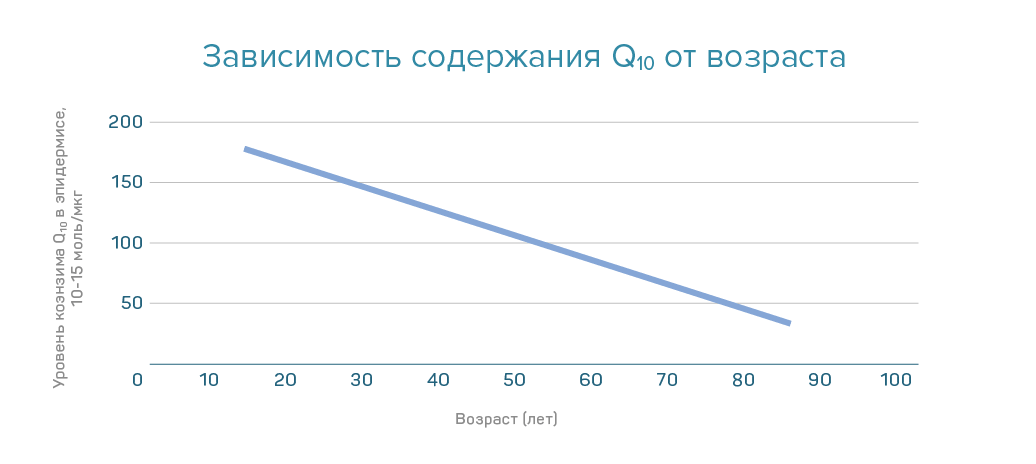 Зависимость содержания Q₁₀ от возраста
Уровень коэнзима Q₁₀ в эпидермисе,
10-15 моль/мкг
200
150
100
50
0 10 20 30 40 50 60 70 80 90 100
Возраст (лет)